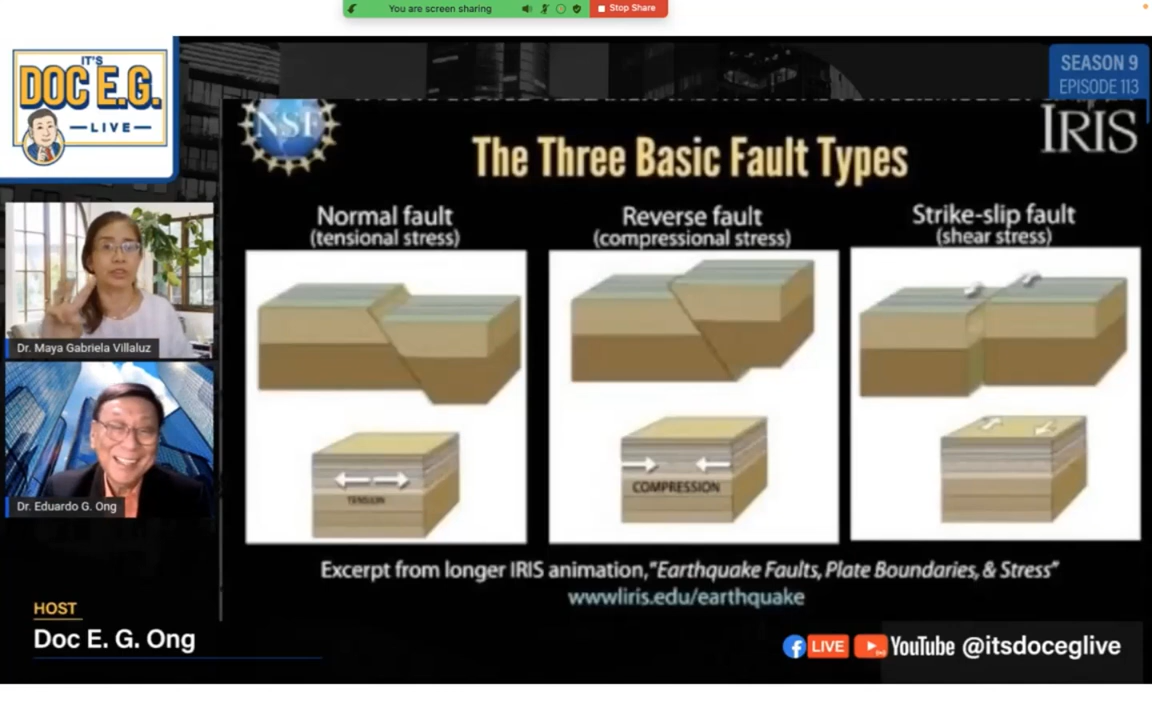 You are screen sharing
Stop Share
IT'S
DOC E.G.
LIVE
SEASON 9
EPISODE 113
NSF
IRIS
The Three Basic Fault Types
Normal fault
(tensional stress)
Reverse fault
(compressional stress)
Strike-slip fault
(shear stress)
TENSION
COMPRESSION
Dr. Maya Gabriela Villaluz
Dr. Eduardo G. Ong
Excerpt from longer IRIS animation,"Earthquake Faults, Plate Boundaries, & Stress"
wwwliris.edu/earthquake
HOST
Doc E. G. Ong
LIVE
YouTube @itsdoceglive